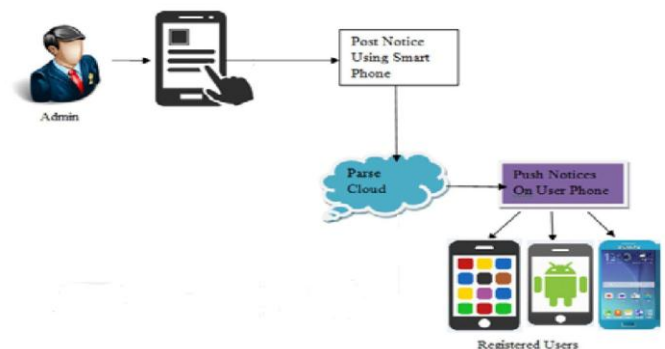 Post Notice
Using Smart
Phone
Admin
Parse
Cloud
Push Notices
On User Phone
Registered Users